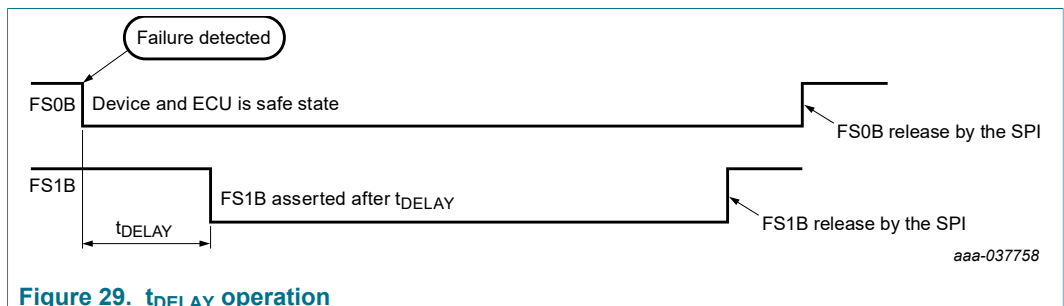 Failure detected
FS0B
Device and ECU is safe state
FS0B release by the SPI
FS1B
FS1B asserted after tDELAY
FS1B release by the SPI
tDELAY
aaa-037758
Figure 29. tDELAY operation